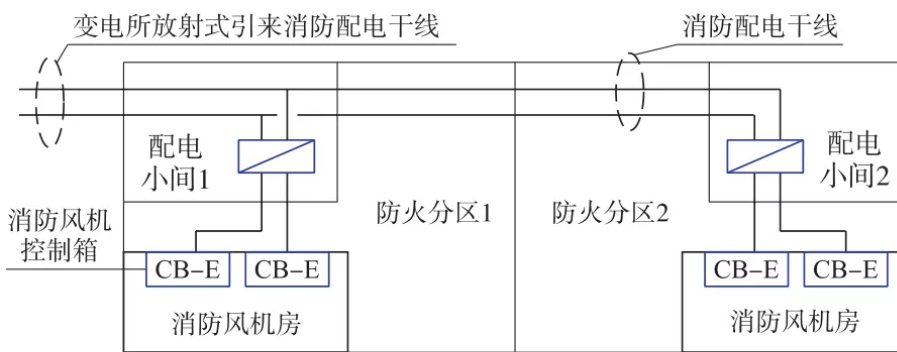 变电所放射式引来消防配电干线
消防配电干线
配电
小间1
配电
小间2
防火分区1
防火分区2
消防风机
控制箱
CB-E
CB-E
CB-E
CB-E
消防风机房
消防风机房